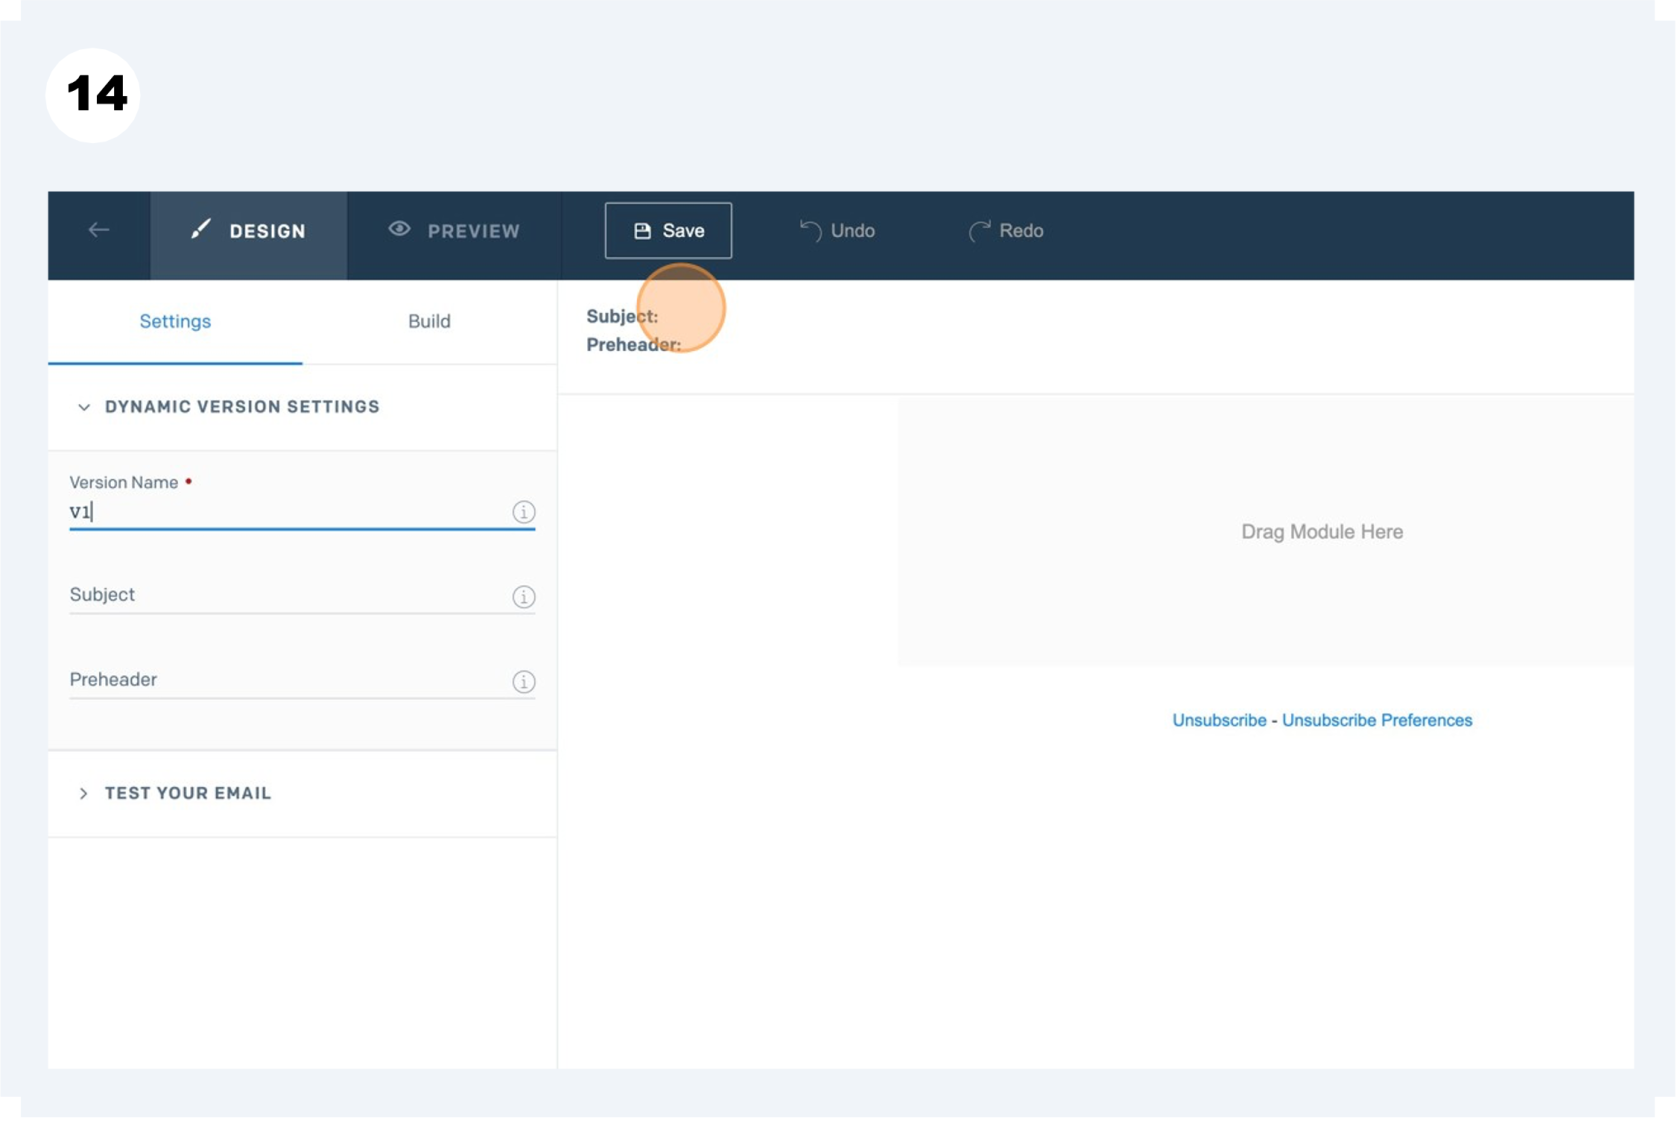 14
DESIGN
PREVIEW
Save
Undo
Redo
Settings
Build
Subject:
Preheader:
DYNAMIC VERSION SETTINGS
Version Name •
v1
Subject
Preheader
Drag Module Here
Unsubscribe - Unsubscribe Preferences
TEST YOUR EMAIL